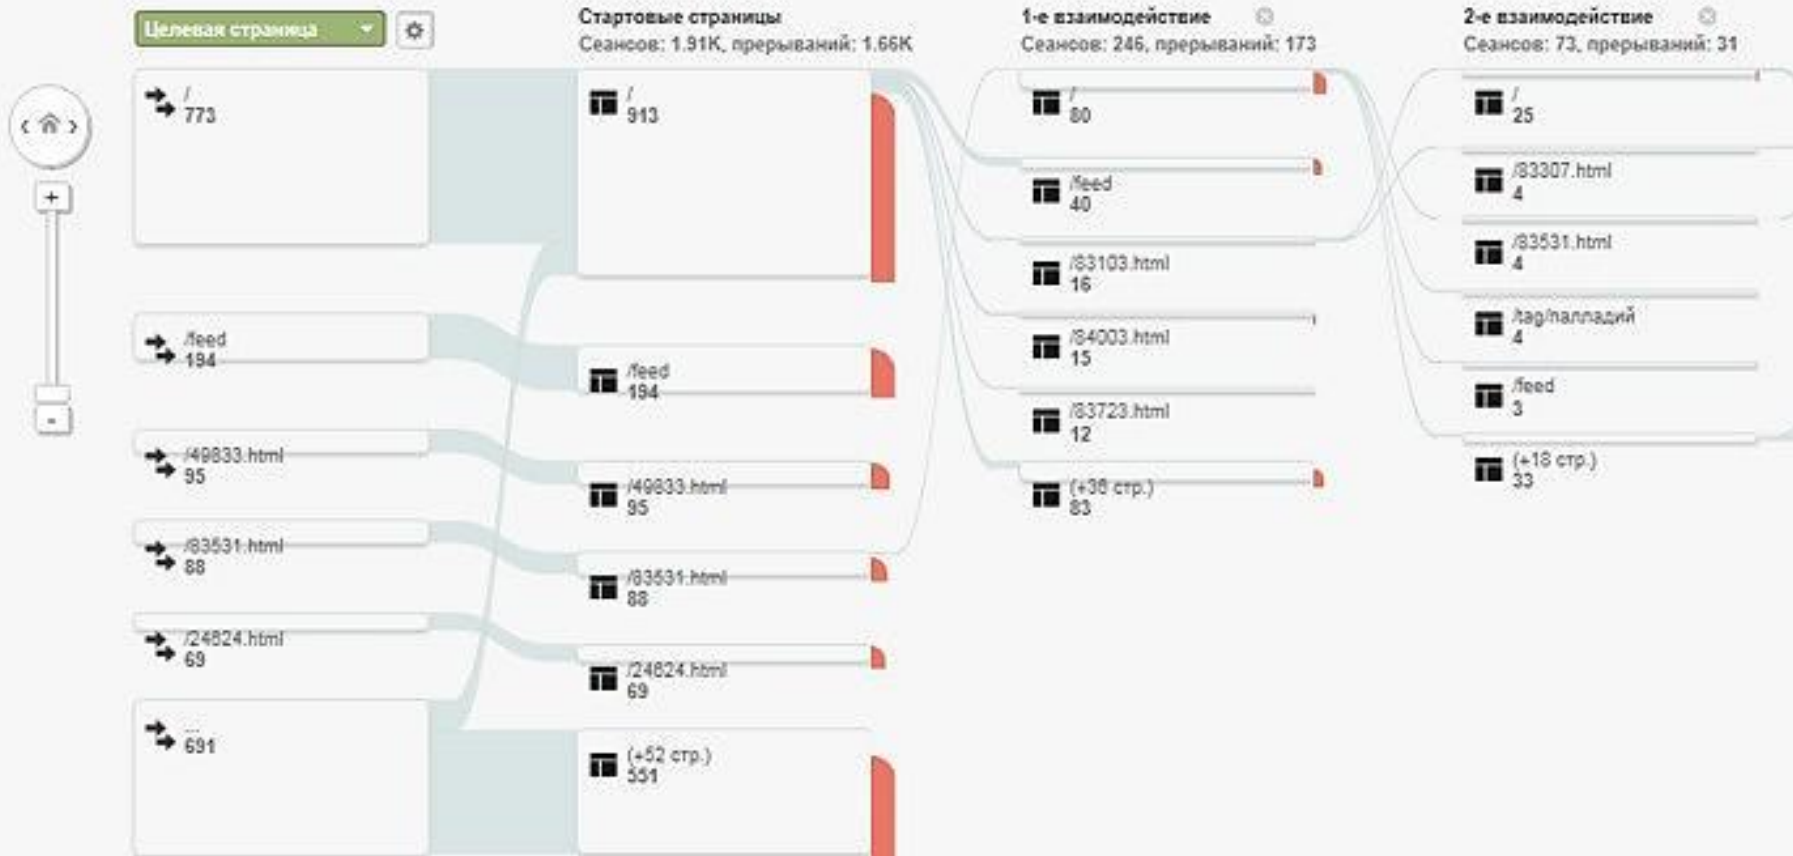 Целевая страница
Стартовые страницы
Сеансов: 1.91K, прерываний: 1.66K
1-е взаимодействие
Сеансов: 246, прерываний: 173
2-е взаимодействие
Сеансов: 73, прерываний: 31
/
773
/feed
194
/49833.html
95
/83531.html
88
/24624.html
69
...
691
/
913
/feed
194
/49833.html
95
/83531.html
88
/24624.html
69
(+52 стр.)
551
/
80
/feed
40
/83103.html
16
/84003.html
15
/83723.html
12
(+36 стр.)
83
/
25
/83307.html
4
/83531.html
4
/tag/палладий
4
/feed
3
(+18 стр.)
33
+
-